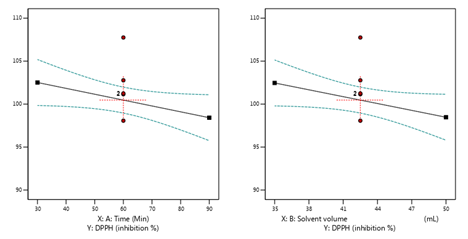 110
110
105
105
100
100
95
95
90
90
2
2
30 40 50 60 70 80 90
35 38 41 44 47 50
X: A: Time (Min)
X: B: Solvent volume (mL)
Y: DPPH (inhibition %)
Y: DPPH (inhibition %)